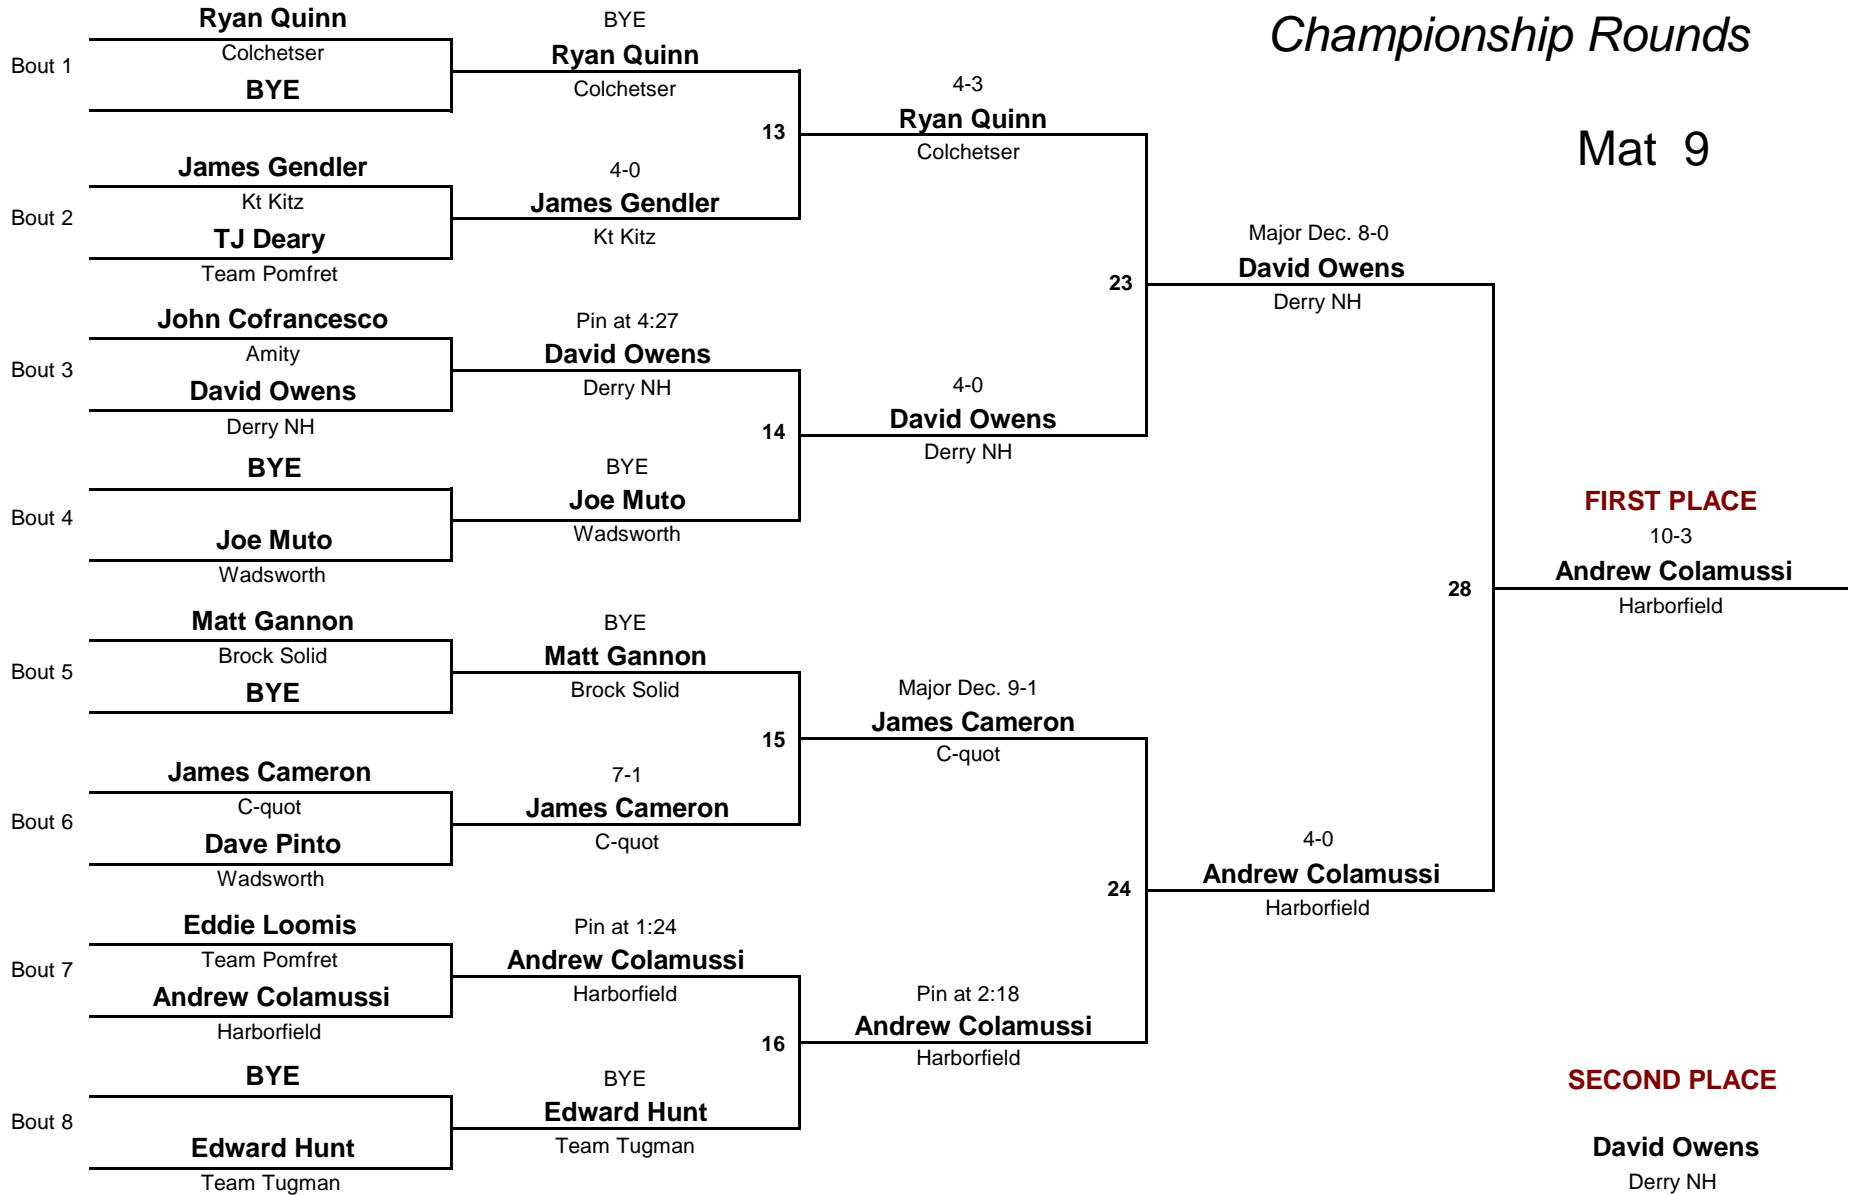 Championship Rounds
Mat 9
Bout 1
Ryan Quinn
Colchetser
BYE
Bout 2
James Gendler
Kt Kitz
TJ Deary
Team Pomfret
Bout 3
John Cofrancesco
Amity
David Owens
Derry NH
Bout 4
BYE
Joe Muto
Wadsworth
Bout 5
Matt Gannon
Brock Solid
BYE
Bout 6
James Cameron
C-quot
Dave Pinto
Wadsworth
Bout 7
Eddie Loomis
Team Pomfret
Andrew Colamussi
Harborfield
Bout 8
BYE
Edward Hunt
Team Tugman
BYE
Ryan Quinn
Colchetser
13
4-0
James Gendler
Kt Kitz
Pin at 4:27
David Owens
Derry NH
14
BYE
Joe Muto
Wadsworth
BYE
Matt Gannon
Brock Solid
15
7-1
James Cameron
C-quot
Pin at 1:24
Andrew Colamussi
Harborfield
16
BYE
Edward Hunt
Team Tugman
4-3
Ryan Quinn
Colchetser
23
4-0
David Owens
Derry NH
Major Dec. 9-1
James Cameron
C-quot
24
Pin at 2:18
Andrew Colamussi
Harborfield
Major Dec. 8-0
David Owens
Derry NH
28
4-0
Andrew Colamussi
Harborfield
FIRST PLACE
10-3
Andrew Colamussi
Harborfield
SECOND PLACE
David Owens
Derry NH